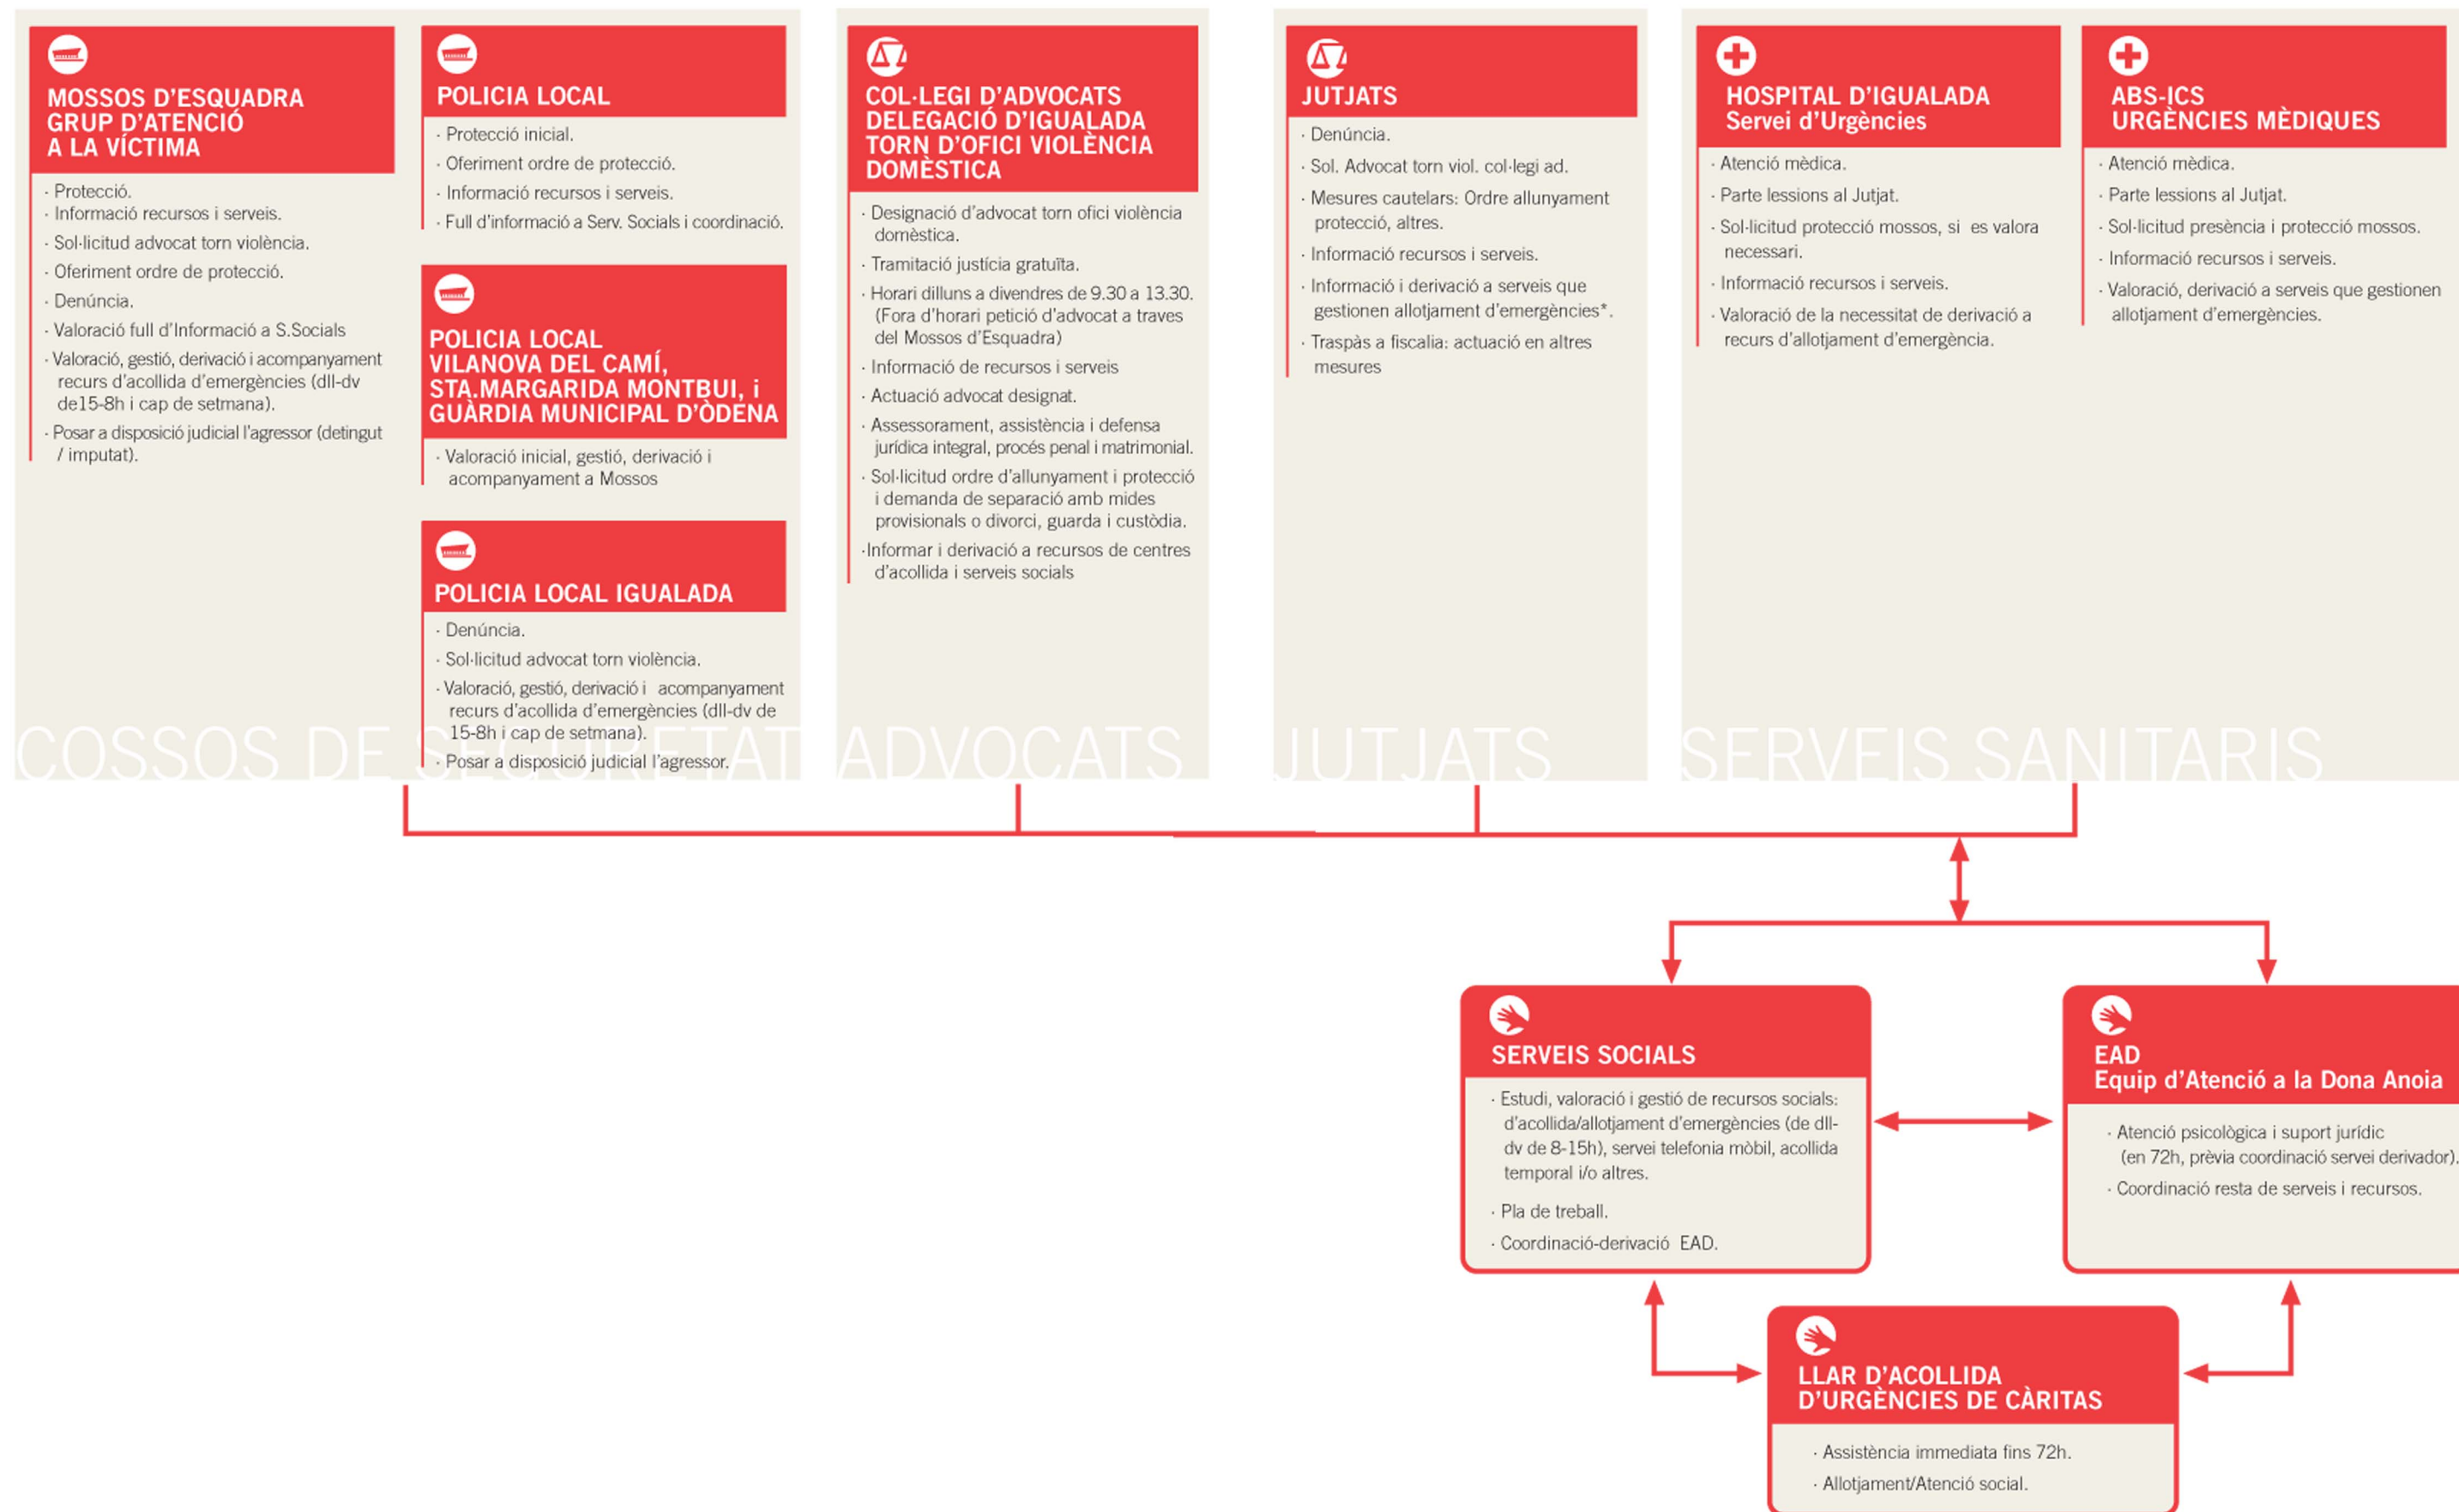 MOSSOS D'ESQUADRA
GRUP D'ATENCIÓ
A LA VÍCTIMA
· Protecció.
· Informació recursos i serveis.
· Sol·licitud advocat torn violència.
· Oferiment ordre de protecció.
· Denúncia.
· Valoració full d'Informació a S.Socials
· Valoració, gestió, derivació i acompanyament
recurs d'acollida d'emergències (dll-dv
de15-8h i cap de setmana).
· Posar a disposició judicial l'agressor (detingut
/ imputat).
POLICIA LOCAL
· Protecció inicial.
· Oferiment ordre de protecció.
· Informació recursos i serveis.
· Full d'informació a Serv. Socials i coordinació.
POLICIA LOCAL
VILANOVA DEL CAMÍ,
STA.MARGARIDA MONTBUI, i
GUÀRDIA MUNICIPAL D'ÒDENA
· Valoració inicial, gestió, derivació i
acompanyament a Mossos
POLICIA LOCAL IGUALADA
· Denúncia.
· Sol·licitud advocat torn violència.
· Valoració, gestió, derivació i acompanyament
recurs d'acollida d'emergències (dll-dv de
15-8h i cap de setmana).
· Posar a disposició judicial l'agressor.
COSSOS DE SEGURETAT
COL·LEGI D'ADVOCATS
DELEGACIÓ D'IGUALADA
TORN D'OFICI VIOLÈNCIA
DOMÈSTICA
· Designació d'advocat torn ofici violència
domèstica.
· Tramitació justícia gratuïta.
· Horari dilluns a divendres de 9.30 a 13.30.
(Fora d'horari petició d'advocat a traves
del Mossos d'Esquadra)
· Informació de recursos i serveis
· Actuació advocat designat.
· Assessorament, assistència i defensa
jurídica integral, procés penal i matrimonial.
· Sol·licitud ordre d'allunyament i protecció
i demanda de separació amb mides
provisionals o divorci, guarda i custòdia.
·Informar i derivació a recursos de centres
d'acollida i serveis socials
ADVOCATS
JUTJATS
· Denúncia.
· Sol. Advocat torn viol. col·legi ad.
· Mesures cautelars: Ordre allunyament
protecció, altres.
· Informació recursos i serveis.
· Informació i derivació a serveis que
gestionen allotjament d'emergències*.
· Traspàs a fiscalia: actuació en altres
mesures
JUTJATS
HOSPITAL D'IGUALADA
Servei d'Urgències
· Atenció mèdica.
· Parte lessions al Jutjat.
· Sol·licitud protecció mossos, si es valora
necessari.
· Informació recursos i serveis.
· Valoració de la necessitat de derivació a
recurs d'allotjament d'emergència.
ABS-ICS
URGÈNCIES MÈDIQUES
· Atenció mèdica.
· Parte lessions al Jutjat.
· Sol·licitud presència i protecció mossos.
· Informació recursos i serveis.
· Valoració, derivació a serveis que gestionen
allotjament d'emergències.
SERVEIS SANITARIS
SERVEIS SOCIALS
· Estudi, valoració i gestió de recursos socials:
d'acollida/allotjament d'emergències (de dll-
dv de 8-15h), servei telefonia mòbil, acollida
temporal i/o altres.
· Pla de treball.
· Coordinació-derivació EAD.
EAD
Equip d'Atenció a la Dona Anoia
· Atenció psicològica i suport jurídic
(en 72h, prèvia coordinació servei derivador).
· Coordinació resta de serveis i recursos.
LLAR D'ACOLLIDA
D'URGÈNCIES DE CÀRITAS
· Assistència immediata fins 72h.
· Allotjament/Atenció social.